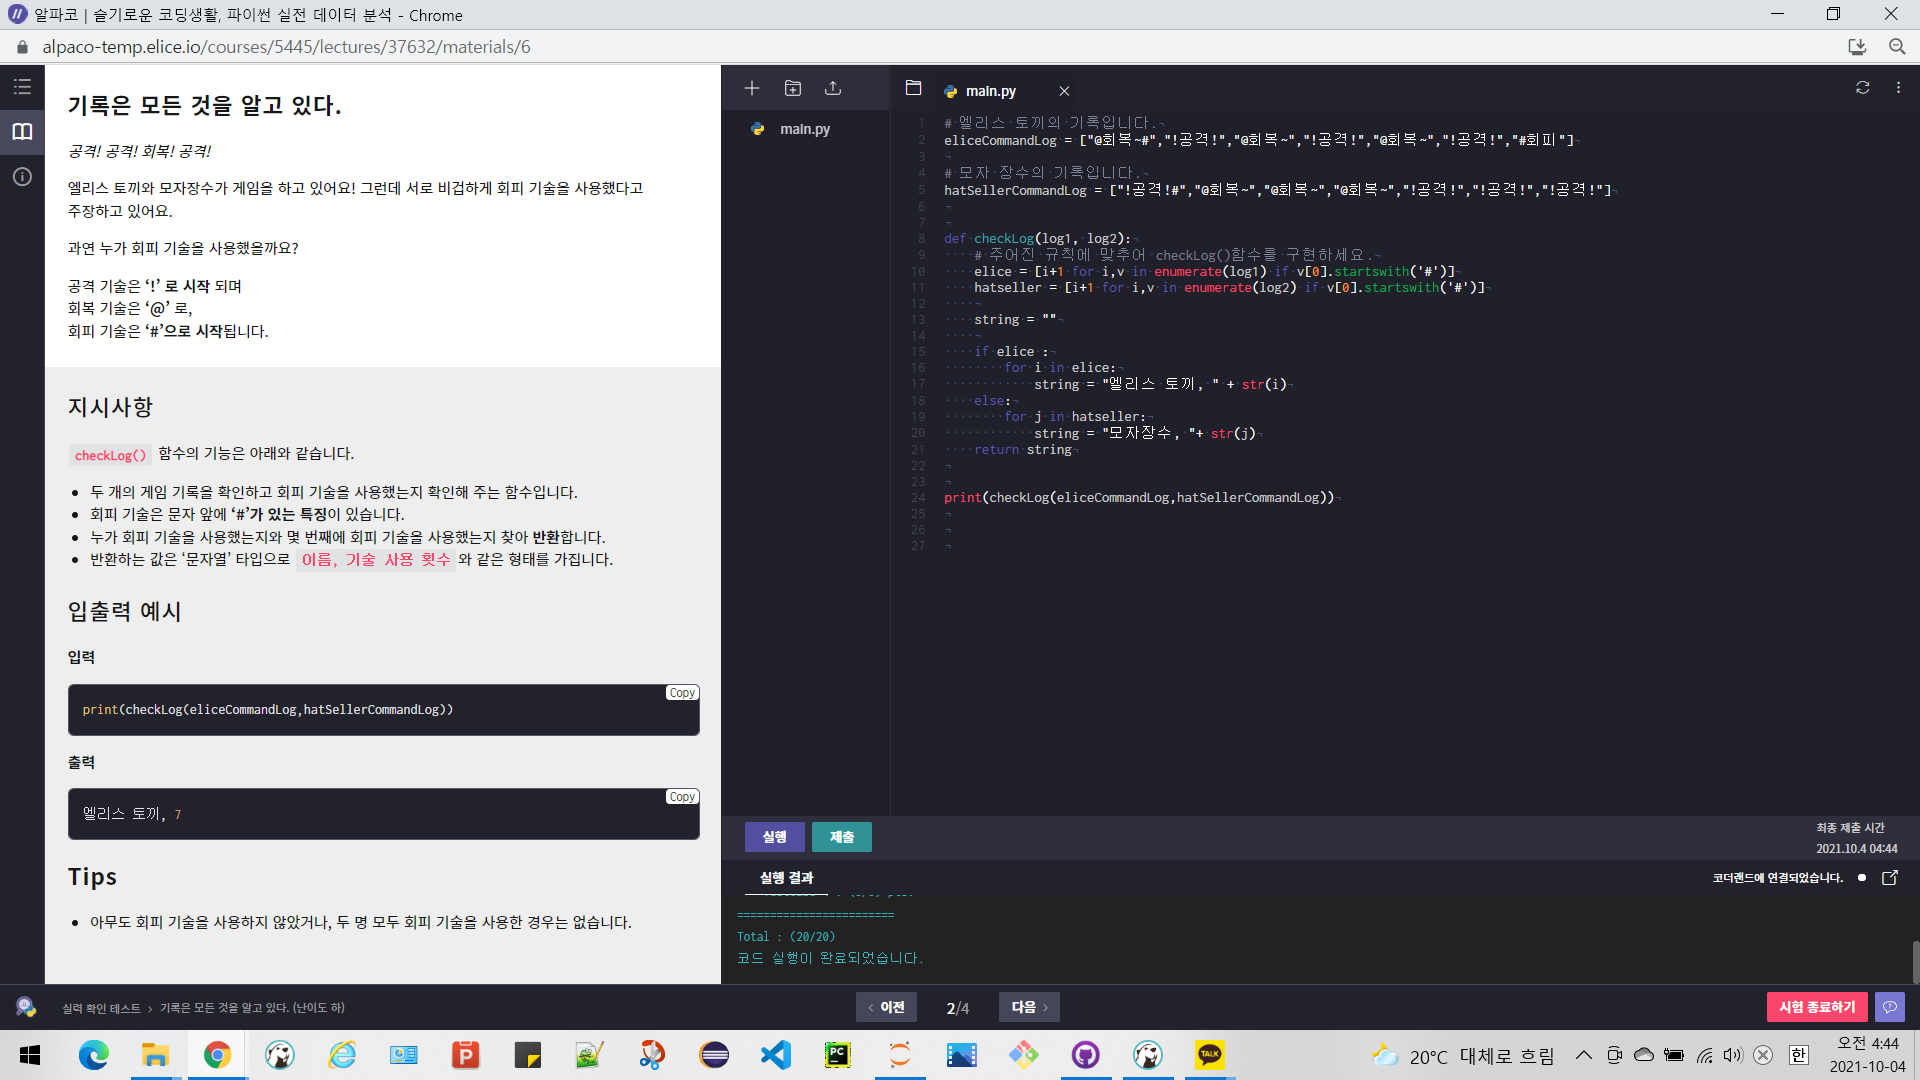 알파코 | 슬기로운 코딩생활, 파이썬 실전 데이터 분석 - Chrome
alpaco-temp.elice.io/courses/5445/lectures/37632/materials/6
기록은 모든 것을 알고 있다.
공격! 공격! 회복! 공격!
엘리스 토끼와 모자장수가 게임을 하고 있어요! 그런데 서로 비겁하게 회피 기술을 사용했다고
주장하고 있어요.
과연 누가 회피 기술을 사용했을까요?
공격 기술은 ‘!’ 로 시작 되며
회복 기술은 ‘@’ 로,
회피 기술은 ‘#’으로 시작됩니다.
지시사항
checkLog() 함수의 기능은 아래와 같습니다.
두 개의 게임 기록을 확인하고 회피 기술을 사용했는지 확인해 주는 함수입니다.
회피 기술은 문자 앞에 ‘#’가 있는 특징이 있습니다.
누가 회피 기술을 사용했는지와 몇 번째에 회피 기술을 사용했는지 찾아 반환합니다.
반환하는 값은 ‘문자열’ 타입으로 이름, 기술 사용 횟수 와 같은 형태를 가집니다.
입출력 예시
입력
Copy
print(checkLog(eliceCommandLog,hatSellerCommandLog))
출력
Copy
엘리스 토끼, 7
Tips
아무도 회피 기술을 사용하지 않았거나, 두 명 모두 회피 기술을 사용한 경우는 없습니다.
main.py
main.py
1 # 엘리스 토끼의 기록입니다.
2 eliceCommandLog = ["@회복~#","!공격!","@회복~","!공격!","@회복~","!공격!","#회피"]
3
4 # 모자 장수의 기록입니다.
5 hatSellerCommandLog = ["!공격!#","@회복~","@회복~","@회복~","!공격!","!공격!","!공격!"]
6
7
8 def checkLog(log1, log2):
9 # 주어진 규칙에 맞추어 checkLog()함수를 구현하세요.
10 elice = [i+1 for i,v in enumerate(log1) if v[0].startswith('#')]
11 hatseller = [i+1 for i,v in enumerate(log2) if v[0].startswith('#')]
12
13 string = ""
14
15 if elice :
16 for i in elice:
17 string = "엘리스 토끼, " + str(i)
18 else:
19 for j in hatseller:
20 string = "모자장수, "+ str(j)
21 return string
22
23
24 print(checkLog(eliceCommandLog,hatSellerCommandLog))
25
26
27
실행
제출
최종 제출 시간
2021.10.4 04:44
실행 결과
코더랜드에 연결되었습니다.
========================
Total : (20/20)
코드 실행이 완료되었습니다.
실력 확인 테스트 > 기록은 모든 것을 알고 있다. (난이도 하)
‹ 이전
2/4
다음 ›
시험 종료하기
20°C 대체로 흐림
한
오전 4:44
2021-10-04
PC
TALK